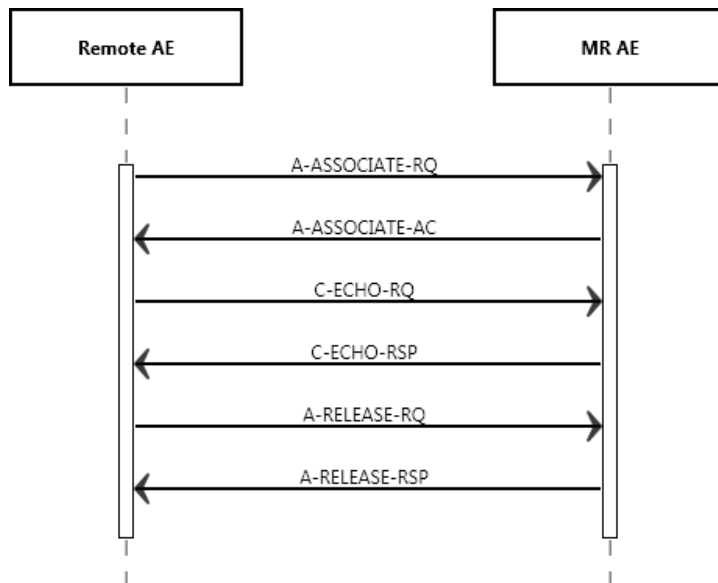 Remote AE
MR AE
A-ASSOCIATE-RQ
A-ASSOCIATE-AC
C-ECHO-RQ
C-ECHO-RSP
A-RELEASE-RQ
A-RELEASE-RSP